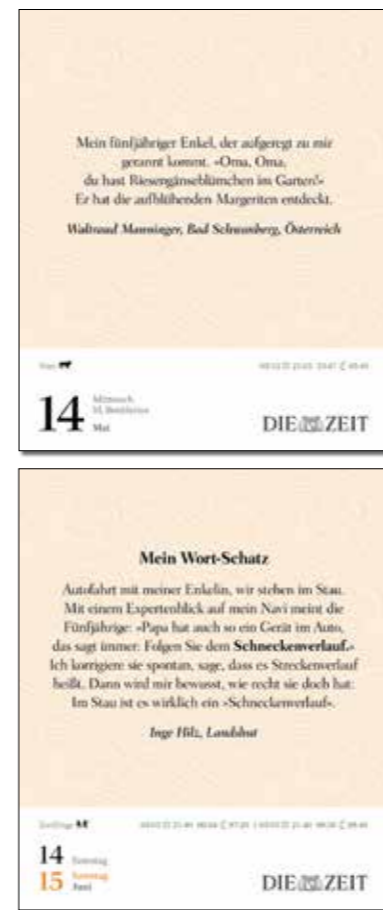 Mein fünfjähriger Enkel, der aufgeregt zu mir
gerannt kommt. »Oma, Oma,
du hast Riesengänseblümchen im Garten!«
Er hat die aufblühenden Margeriten entdeckt.
Waltraud Manninger, Bad Österreich
14
Mittwoch
Mai
DIE ZEIT
Mein Wort-Schatz
Autofahrt mit meiner Enkelin, wir stehen im Stau.
Mit einem Expertenblick auf mein Navi meint die
Fünfjährige: »Papa hat auch so ein Gerät im Auto,
das sagt immer: Folgen Sie dem Schneckenverlauf.«
Ich korrigiere sie spontan, sage, dass es Streckenverlauf
heißt. Dann wird mir bewusst, wie recht sie doch hat:
Im Stau ist es wirklich ein »Schneckenverlauf«.
Inge Hilz, Landshut
14 Samstag
15 Sonntag
Juni
DIE ZEIT